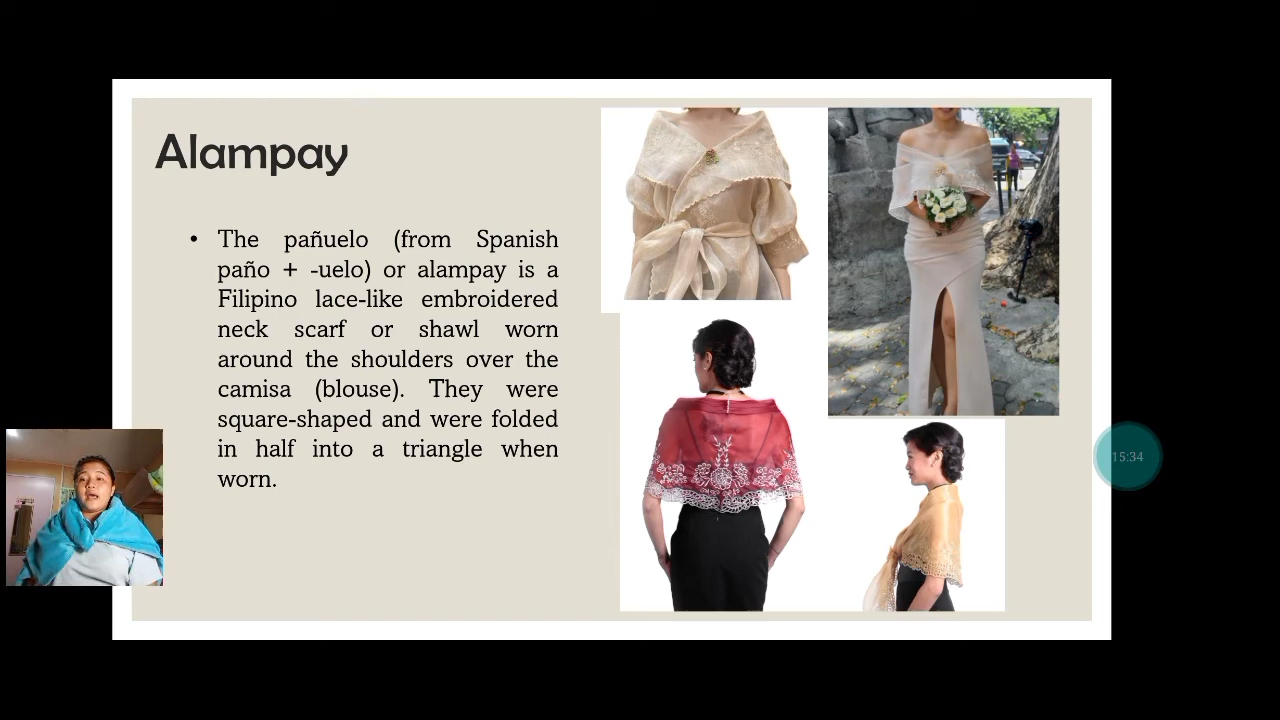 Alampay
• The pañuelo (from Spanish
paño + -uelo) or alampay is a
Filipino lace-like embroidered
neck scarf or shawl worn
around the shoulders over the
camisa (blouse). They were
square-shaped and were folded
in half into a triangle when
worn.
15:34